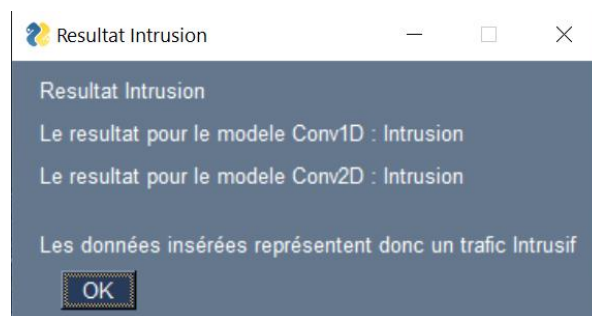 Resultat Intrusion
Resultat Intrusion
Le resultat pour le modele Conv1D : Intrusion
Le resultat pour le modele Conv2D : Intrusion
Les données insérées représentent donc un trafic Intrusif
OK